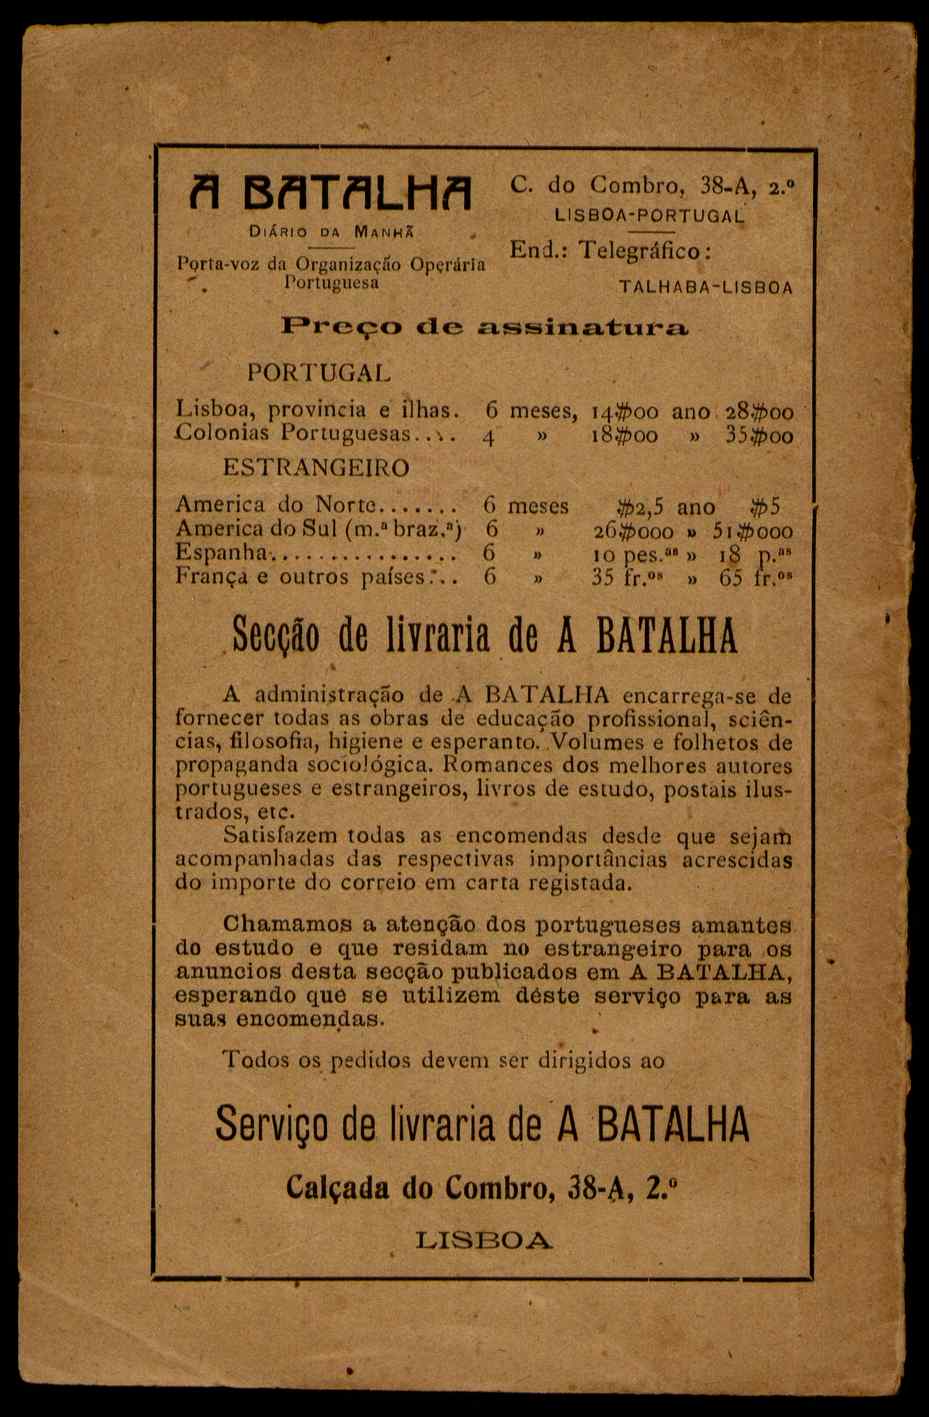 A BATALHA
DIÁRIO DA MANHÃ
Porta-voz da Organização Operária
Portuguesa
C. do Combro, 38-A, 2.º
LISBOA-PORTUGAL
End.: Telegráfico:
TALHABA-LISBOA
Preço de assinatura
PORTUGAL
Lisboa, provincia e ilhas. 6 meses, 14$00 ano 28$00
Colonias Portuguesas.... 4 » 18$00 » 35$00
ESTRANGEIRO
America do Norte....... 6 meses $2,5 ano $5
America do Sul (m.ª braz.ª) 6 » 26$000 » 51$000
Espanha................ 6 » 10 pes.as » 18 p.as
França e outros países... 6 » 35 fr.os » 65 fr.os
Secção de livraria de A BATALHA
A administração de A BATALHA encarrega-se de
fornecer todas as obras de educação profissional, sciên-
cias, filosofia, higiene e esperanto. Volumes e folhetos de
propaganda sociológica. Romances dos melhores autores
portugueses e estrangeiros, livros de estudo, postais ilus-
trados, etc.
Satisfazem todas as encomendas desde que sejam
acompanhadas das respectivas importâncias acrescidas
do importe do correio em carta registada.
Chamamos a atenção dos portugueses amantes
do estudo e que residam no estrangeiro para os
anuncios desta secção publicados em A BATALHA,
esperando que se utilizem déste serviço para as
suas encomendas.
Todos os pedidos devem ser dirigidos ao
Serviço de livraria de A BATALHA
Calçada do Combro, 38-A, 2.º
LISBOA